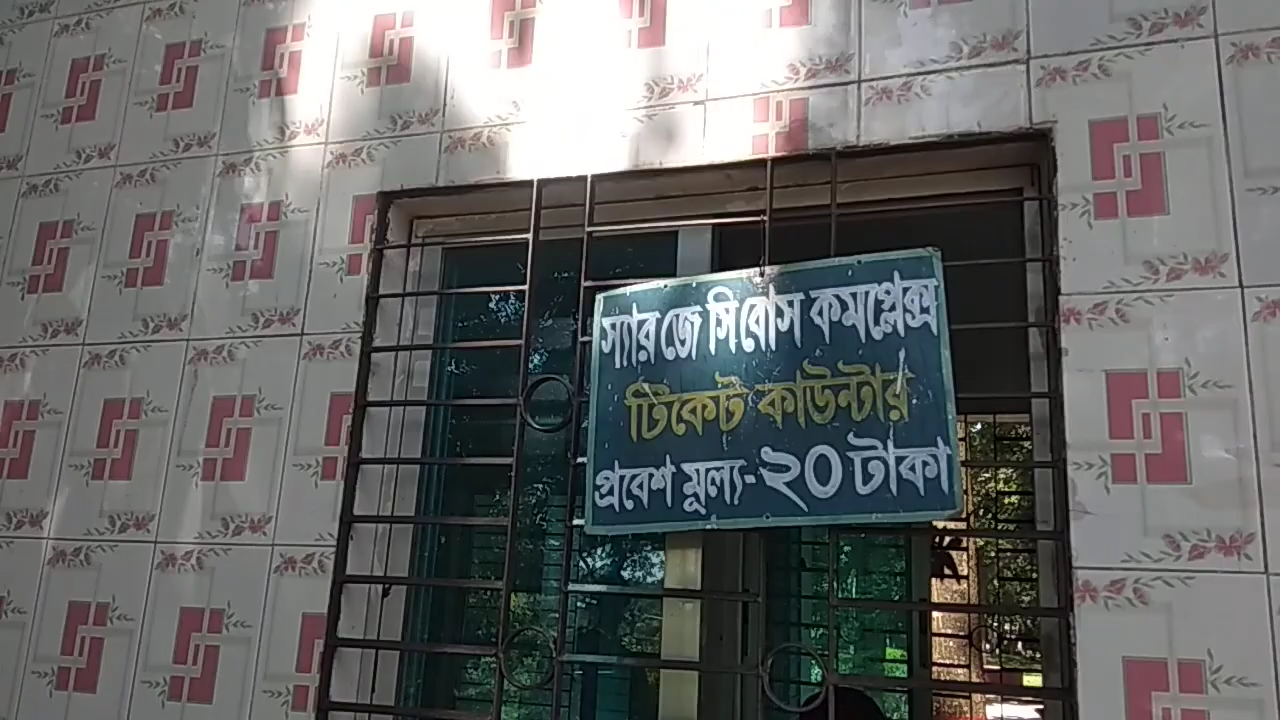 স্যার জে সি বোস কমপ্লেক্স
টিকেট কাউন্টার
প্রবেশ মূল্য- ২০ টাকা